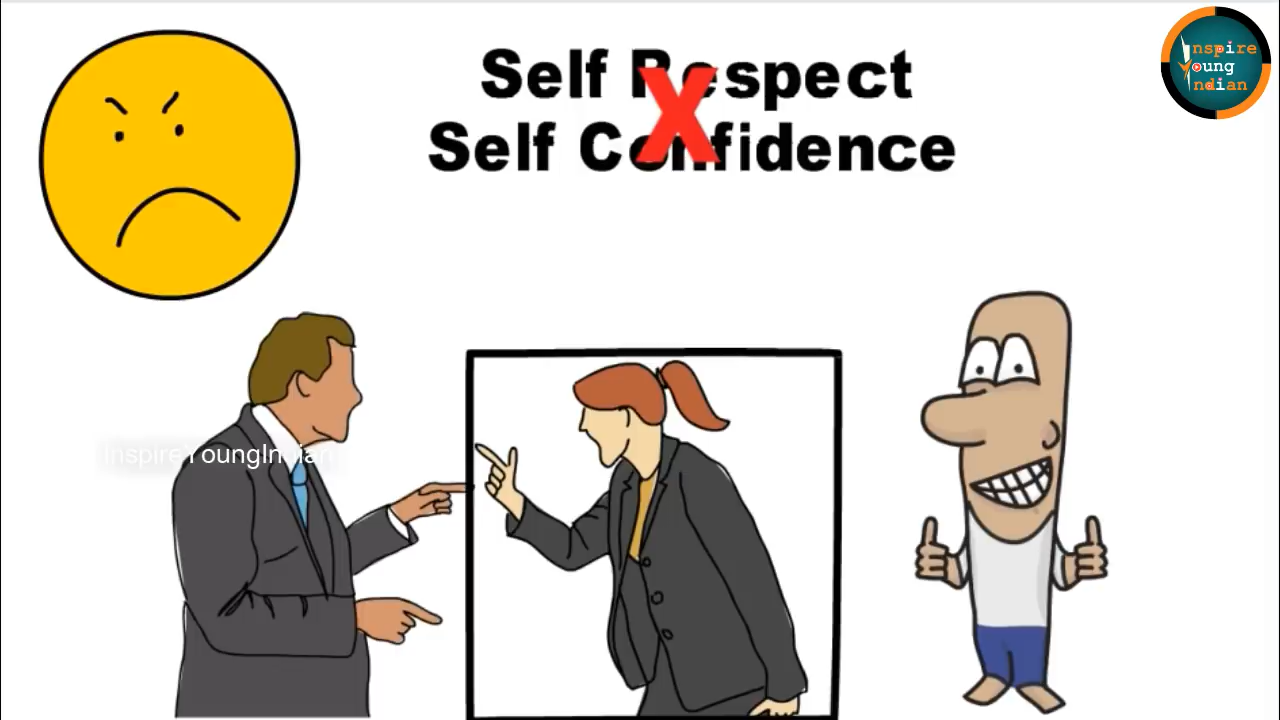 Self Respect
X
Self Confidence
Inspire
Young
Indian
InspireYoungIndian